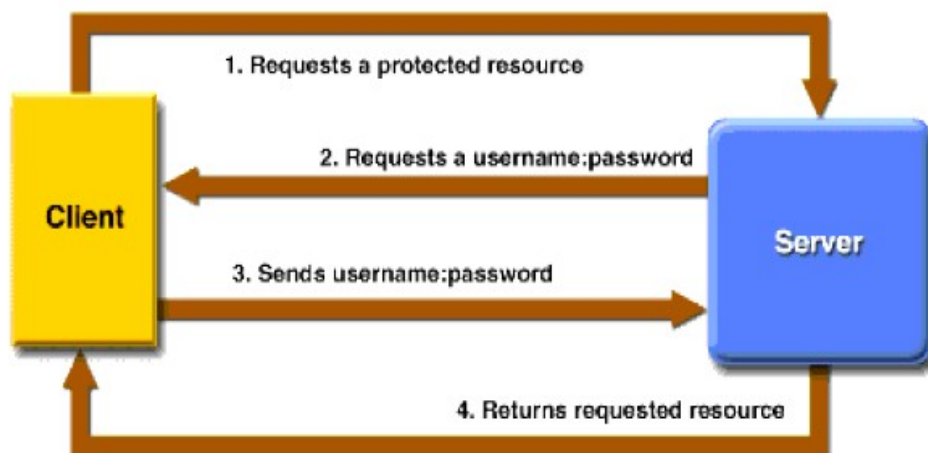 1. Requests a protected resource
2. Requests a username:password
Client
Server
3. Sends username:password
4. Returns requested resource